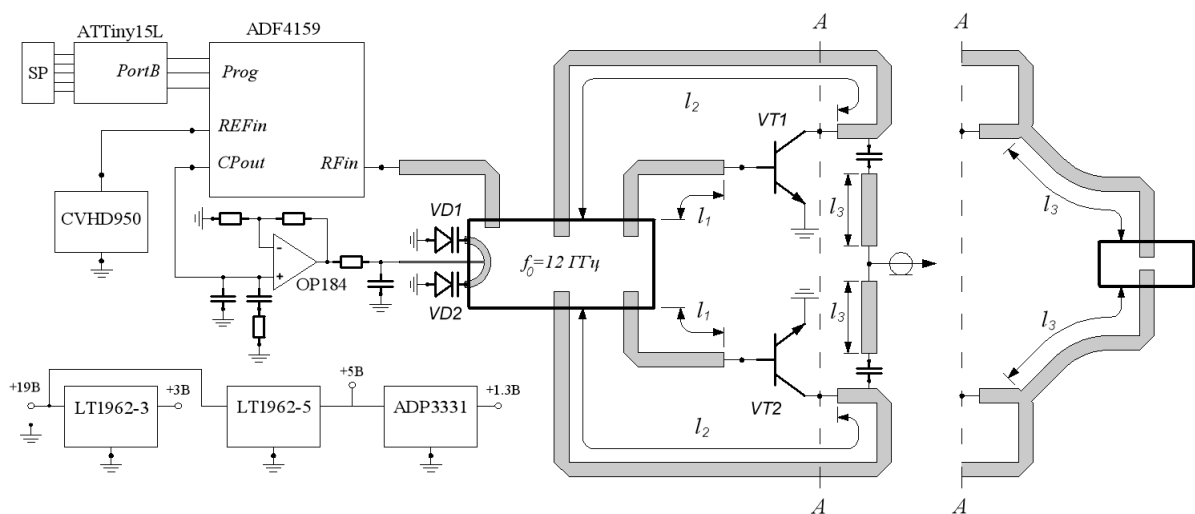 ATTiny15L
ADF4159
A
A
SP
PortB
Prog
REFin
CPout
RFin
CVHD950
OP184
-
+
VD1
VD2
f0=12 ГГц
l2
VT1
l1
l3
l3
l1
l3
VT2
l3
l2
+19В
LT1962-3
+3В
LT1962-5
+5В
ADP3331
+1.3В
A
A